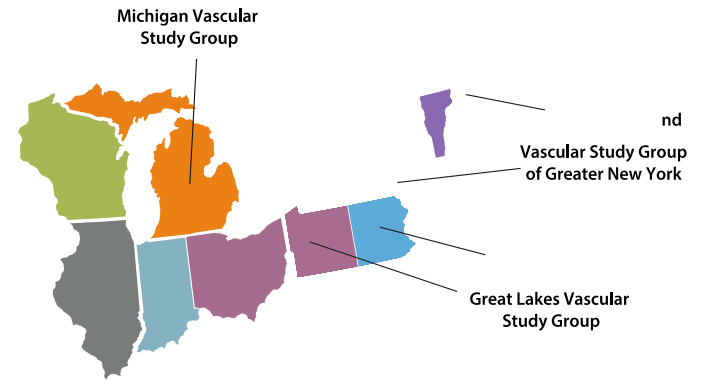 Michigan Vascular
Study Group
nd
Vascular Study Group
of Greater New York
Great Lakes Vascular
Study Group